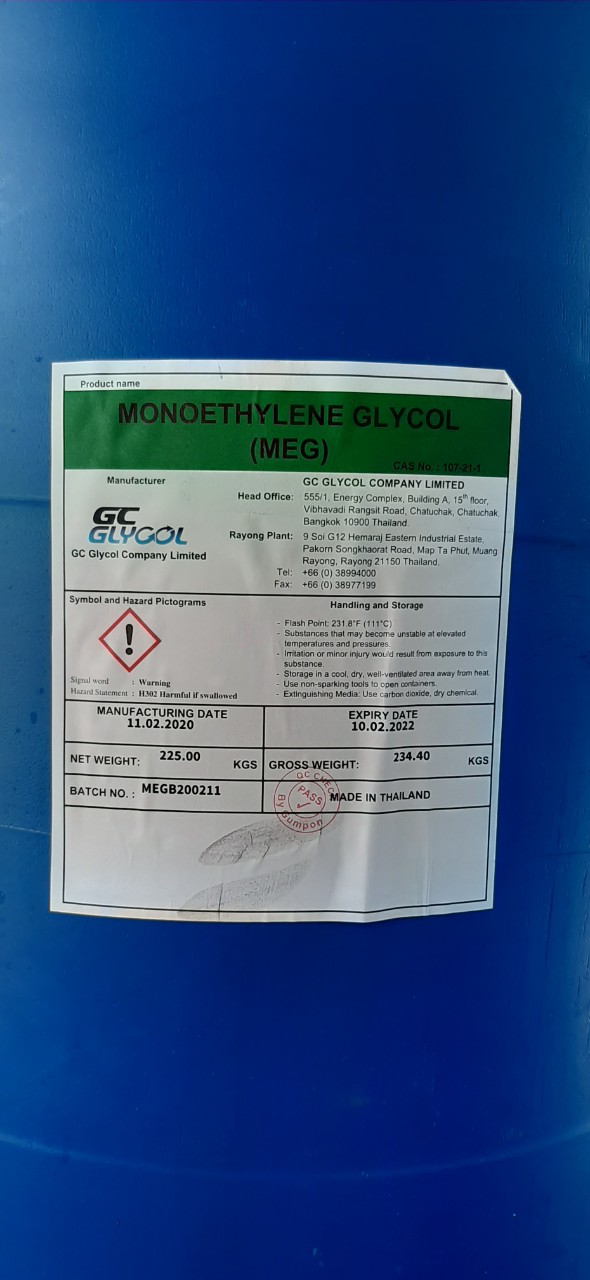 Product name
MONOETHYLENE GLYCOL
(MEG)
CAS No. : 107-21-1
Manufacturer
GC
GLYCOL
GC Glycol Company Limited
GC GLYCOL COMPANY LIMITED
Head Office: 555/1, Energy Complex, Building A, 15th floor,
Vibhavadi Rangsit Road, Chatuchak, Chatuchak,
Bangkok 10900 Thailand.
Rayong Plant: 9 Soi G12 Hemaraj Eastern Industrial Estate,
Pakorn Songkhaorat Road, Map Ta Phut, Muang
Rayong, Rayong 21150 Thailand.
Tel: +66 (0) 38994000
Fax: +66 (0) 38977199
Symbol and Hazard Pictograms
!
Signal word : Warning
Hazard Statement : H302 Harmful if swallowed
Handling and Storage
- Flash Point: 231.8°F (111°C)
- Substances that may become unstable at elevated
temperatures and pressures.
- Irritation or minor injury would result from exposure to this
substance.
- Storage in a cool, dry, well-ventilated area away from heat.
- Use non-sparking tools to open containers.
- Extinguishing Media: Use carbon dioxide, dry chemical.
MANUFACTURING DATE
11.02.2020
EXPIRY DATE
10.02.2022
NET WEIGHT: 225.00 KGS
GROSS WEIGHT: 234.40 KGS
BATCH NO. : MEGB200211
MADE IN THAILAND
QC CHECK
PASS
By Gumpon